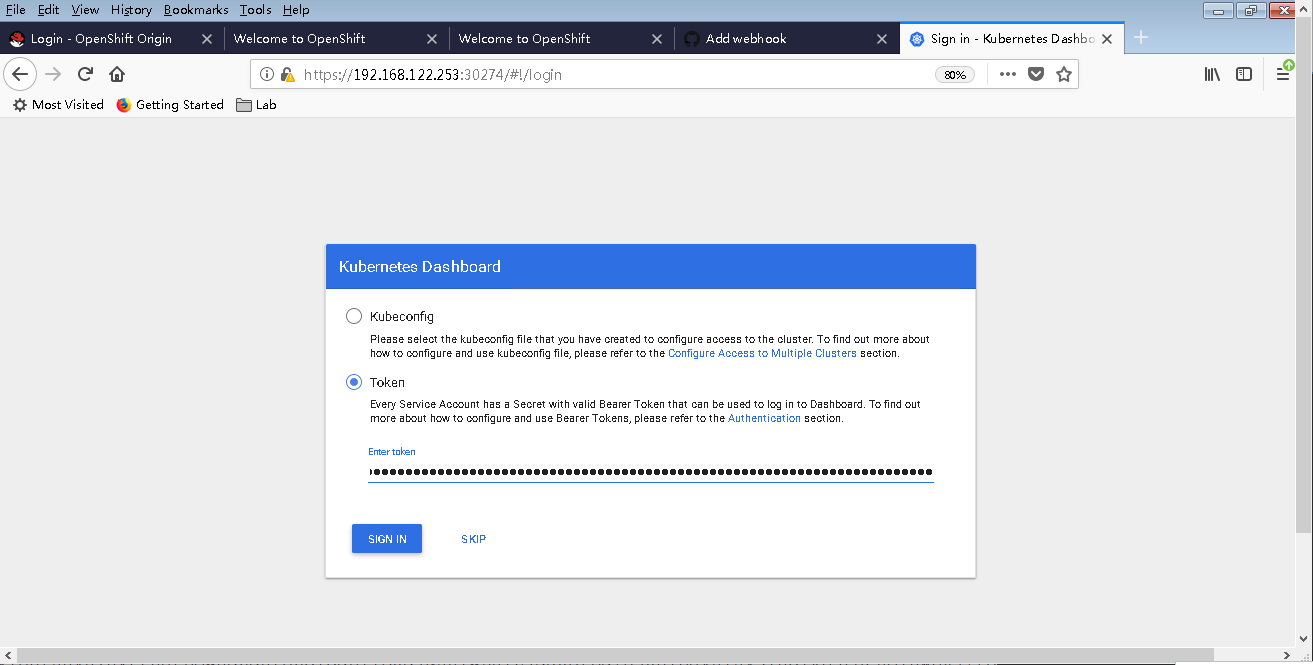 File Edit View History Bookmarks Tools Help
Login - OpenShift Origin Welcome to OpenShift Welcome to OpenShift Add webhook Sign in - Kubernetes Dashbo
https://192.168.122.253:30274/#!/login 80%
Most Visited Getting Started Lab
Kubernetes Dashboard
Kubeconfig
Please select the kubeconfig file that you have created to configure access to the cluster. To find out more about
how to configure and use kubeconfig file, please refer to the Configure Access to Multiple Clusters section.
Token
Every Service Account has a Secret with valid Bearer Token that can be used to log in to Dashboard. To find out
more about how to configure and use Bearer Tokens, please refer to the Authentication section.
Enter token
SIGN IN SKIP